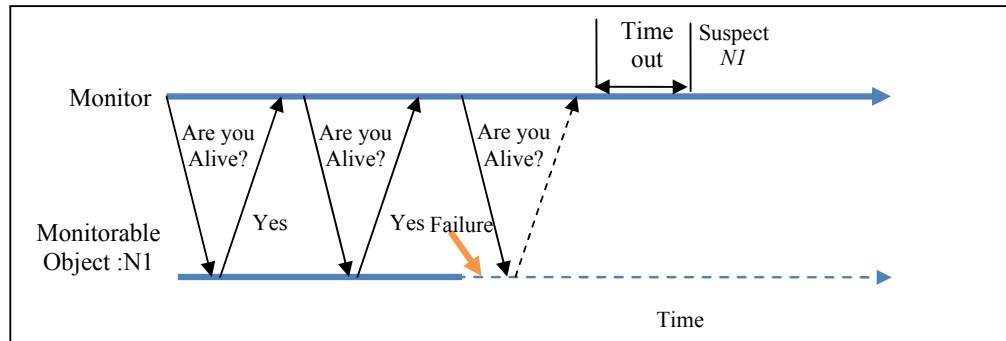 Time
out
Suspect
N1
Monitor
Are you
Alive?
Are you
Alive?
Are you
Alive?
Yes
Yes
Failure
Monitorable
Object :N1
Time